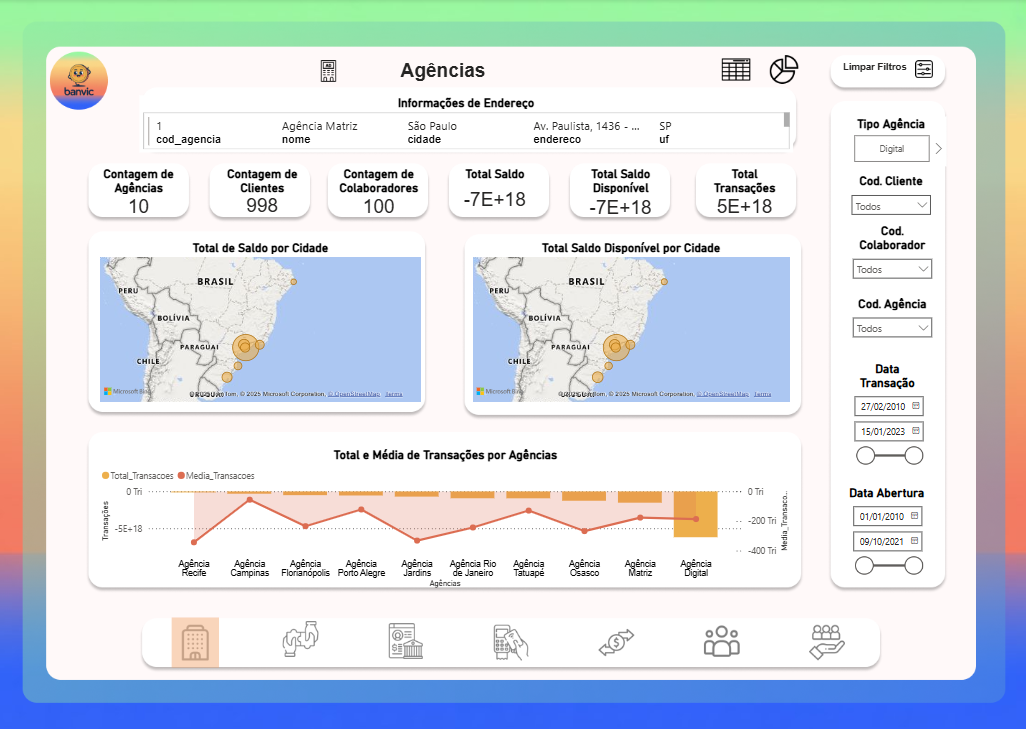 banvic
Agências
Limpar Filtros
Informações de Endereço
1 Agência Matriz São Paulo Av. Paulista, 1436 - ... SP
cod_agencia nome cidade endereco uf
Contagem de
Agências
10
Contagem de
Clientes
998
Contagem de
Colaboradores
100
Total Saldo
-7E+18
Total Saldo
Disponível
-7E+18
Total
Transações
5E+18
Total de Saldo por Cidade
BRASIL
PERU
BOLÍVIA
PARAGUAI
CHILE
URUGUAI
Microsoft Bing
© 2025 Microsoft Corporation, © OpenStreetMap Terms
Total Saldo Disponível por Cidade
BRASIL
PERU
BOLÍVIA
PARAGUAI
CHILE
URUGUAI
Microsoft Bing
© 2025 Microsoft Corporation, © OpenStreetMap Terms
Total e Média de Transações por Agências
Total_Transacoes Media_Transacoes
0 Tri
-5E+18
Transações
0 Tri
-200 Tri
-400 Tri
Media_Transaco...
Agência
Recife
Agência
Campinas
Agência
Florianópolis
Agência
Porto Alegre
Agência
Jardins
Agência Rio
de Janeiro
Agência
Tatuapé
Agência
Osasco
Agência
Matriz
Agência
Digital
Agências
Tipo Agência
Digital
Cod. Cliente
Todos
Cod.
Colaborador
Todos
Cod. Agência
Todos
Data
Transação
27/02/2010
15/01/2023
Data Abertura
01/01/2010
09/10/2021